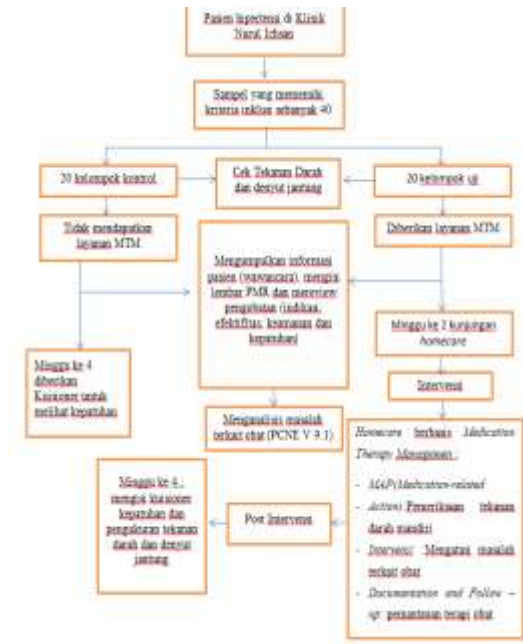 Pasien hipertensi di Klinik
Nurul Ichsan
Sampel yang memenuhi
kriteria inklusi sebanyak 40
20 kelompok kontrol
Cek Tekanan Darah
dan denyut jantung
20 kelompok uji
Tidak mendapatkan
layanan MTM
Diberikan layanan MTM
Mengumpulkan informasi
pasien (wawancara), mengisi
lembar PMR dan mereview
pengobatan (indikasi,
efektifitas, keamanan dan
kepatuhan)
Minggu ke 2 kunjungan
homecare
Minggu ke 4
diberikan
Kuisioner untuk
melihat kepatuhan
Intervensi
Menganalisis masalah
terkait obat (PCNE V 9.1)
Homecare berbasis Medication
Therapy Management :
- MAP(Medication-related
- Action) Pemeriksaan tekanan
darah mandiri
- Intervensi Mengatasi masalah
terkait obat
- Documentation and Follow –
up pemantauan terapi obat
Minggu ke 4 :
mengisi kuisioner
kepatuhan dan
pengukuran tekanan
darah dan denyut
jantung
Post Intervensi